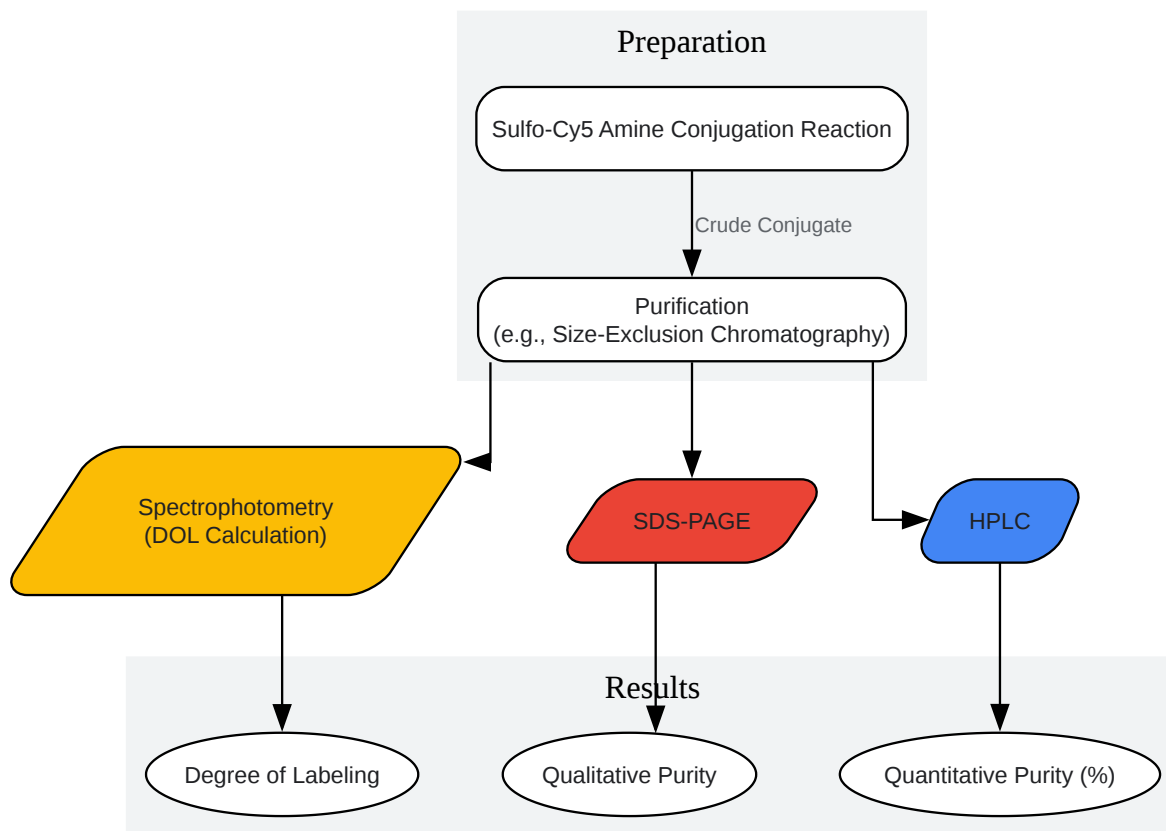 Preparation
Sulfo-Cy5 Amine Conjugation Reaction
Crude Conjugate
Purification
(e.g., Size-Exclusion Chromatography)
Spectrophotometry
(DOL Calculation)
SDS-PAGE
HPLC
Results
Degree of Labeling
Qualitative Purity
Quantitative Purity (%)